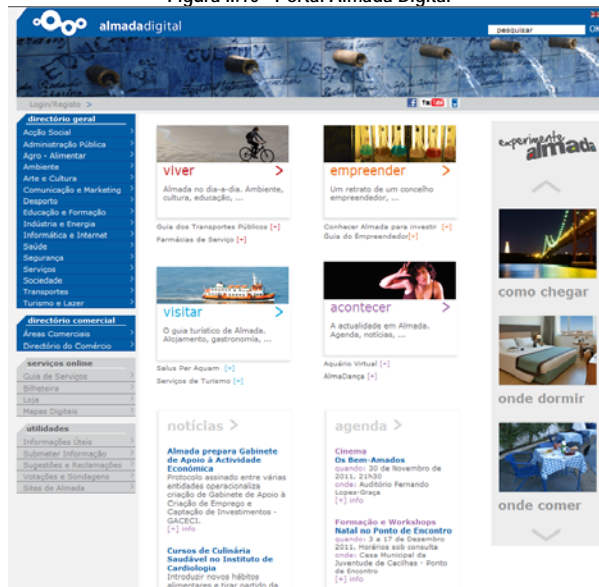 Figura II.10 - Portal Almada Digital
almadadigital
pesquisar
OK
Login/Registo >
directório geral
Acção Social
Administração Pública
Agro - Alimentar
Ambiente
Arte e Cultura
Comunicação e Marketing
Desporto
Educação e Formação
Indústria e Energia
Informática e Internet
Saúde
Segurança
Serviços
Sociedade
Transportes
Turismo e Lazer
directório comercial
Áreas Comerciais
Directório do Comércio
serviços online
Guia de Serviços
Bilheteira
Loja
Mapas Digitais
utilidades
Informações Úteis
Submeter Informação
Sugestões e Reclamações
Votações e Sondagens
Sites de Almada
viver >
Almada no dia-a-dia. Ambiente,
cultura, educação, ...
Guia dos Transportes Públicos [+]
Farmácias de Serviço [+]
empreender >
Um retrato de um concelho
empreendedor, ...
Conhecer Almada para investir [+]
Guia do Empreendedor[+]
visitar >
O guia turístico de Almada.
Alojamento, gastronomia, ...
Salus Per Aquam [+]
Serviços de Turismo [+]
acontecer >
A actualidade em Almada.
Agenda, notícias, ...
Aquário Virtual [+]
AlmaDança [+]
notícias >
Almada prepara Gabinete
de Apoio à Actividade
Económica
Protocolo assinado entre várias
entidades operacionaliza
criação de Gabinete de Apoio à
Criação de Emprego e
Captação de Investimentos -
GACECI.
[+] info
Cursos de Culinária
Saudável no Instituto de
Cardiologia
Introduzir novos hábitos
alimentares e tirar partido da
agenda >
Cinema
Os Bem-Amados
quando: 30 de Novembro de
2011. 21h30
onde: Auditório Fernando
Lopes-Graça
[+] info
Formação e Workshops
Natal no Ponto de Encontro
quando: 3 a 17 de Dezembro
2011. Horários sob consulta
onde: Casa Municipal da
Juventude de Cacilhas - Ponto
de Encontro
[+] info
experimente
almada
como chegar
onde dormir
onde comer